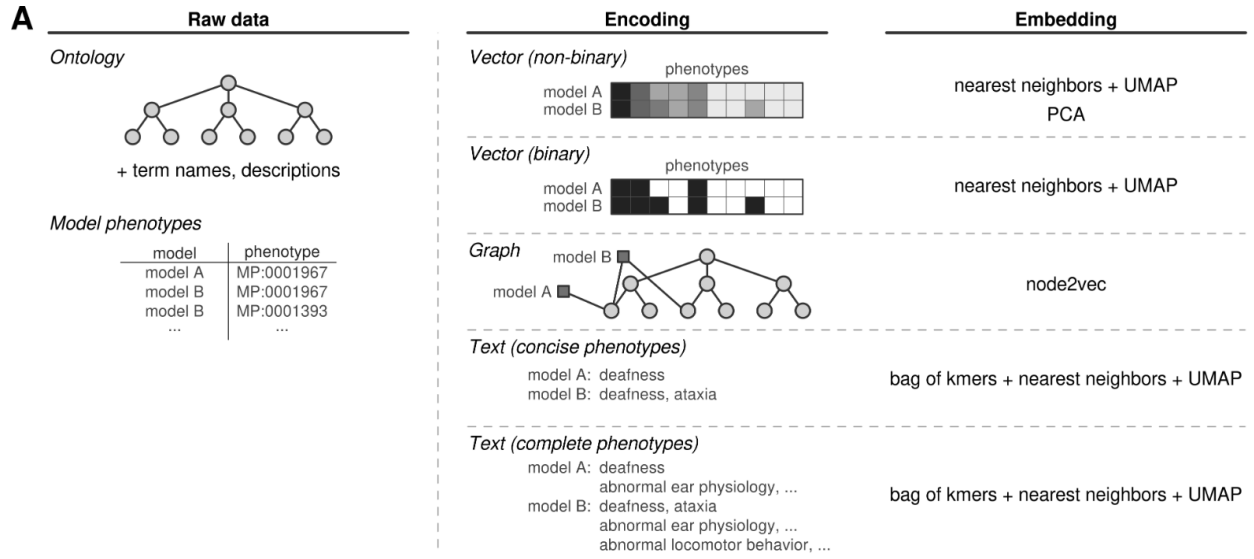 A
Raw data
Ontology
+ term names, descriptions
Model phenotypes
model phenotype
model A MP:0001967
model B MP:0001967
model B MP:0001393
... ...
Encoding
Embedding
Vector (non-binary)
phenotypes
model A
model B
nearest neighbors + UMAP
PCA
Vector (binary)
phenotypes
model A
model B
nearest neighbors + UMAP
Graph
model B
model A
node2vec
Text (concise phenotypes)
model A: deafness
model B: deafness, ataxia
bag of kmers + nearest neighbors + UMAP
Text (complete phenotypes)
model A: deafness
abnormal ear physiology, ...
model B: deafness, ataxia
abnormal ear physiology, ...
abnormal locomotor behavior, ...
bag of kmers + nearest neighbors + UMAP